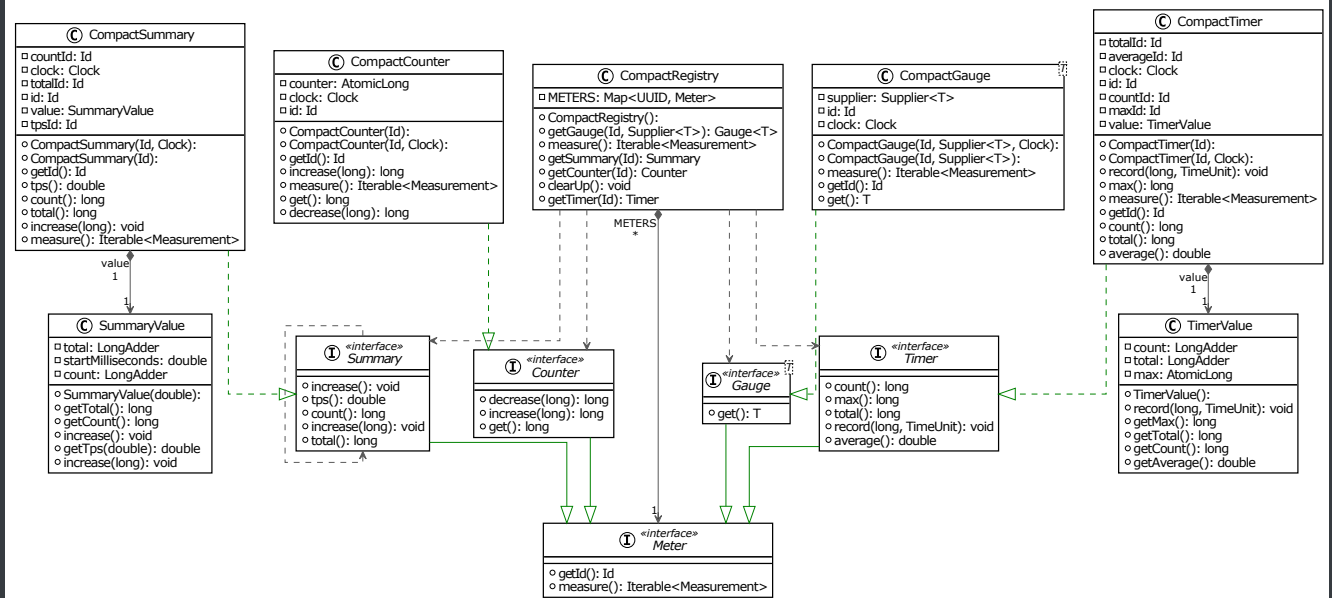 C CompactSummary
countId: Id
clock: Clock
totalId: Id
id: Id
value: SummaryValue
tpsId: Id
CompactSummary(Id, Clock):
CompactSummary(Id):
getId(): Id
tps(): double
count(): long
total(): long
increase(long): void
measure(): Iterable<Measurement>
C CompactCounter
counter: AtomicLong
clock: Clock
id: Id
CompactCounter(Id):
CompactCounter(Id, Clock):
getId(): Id
increase(long): long
measure(): Iterable<Measurement>
get(): long
decrease(long): long
C CompactRegistry
METERS: Map<UUID, Meter>
CompactRegistry():
getGauge(Id, Supplier<T>): Gauge<T>
measure(): Iterable<Measurement>
getSummary(Id): Summary
getCounter(Id): Counter
clearUp(): void
getTimer(Id): Timer
C CompactGauge
T
supplier: Supplier<T>
id: Id
clock: Clock
CompactGauge(Id, Supplier<T>, Clock):
CompactGauge(Id, Supplier<T>):
measure(): Iterable<Measurement>
getId(): Id
get(): T
C CompactTimer
totalId: Id
averageId: Id
clock: Clock
id: Id
countId: Id
maxId: Id
value: TimerValue
CompactTimer(Id):
CompactTimer(Id, Clock):
record(long, TimeUnit): void
max(): long
measure(): Iterable<Measurement>
getId(): Id
count(): long
total(): long
average(): double
value
1
1
METERS
*
1
value
1
1
C SummaryValue
total: LongAdder
startMilliseconds: double
count: LongAdder
SummaryValue(double):
getTotal(): long
getCount(): long
increase(): void
getTps(double): double
increase(long): void
I «interface»
Summary
increase(): void
tps(): double
count(): long
increase(long): void
total(): long
I «interface»
Counter
decrease(long): long
increase(long): long
get(): long
I «interface»
Gauge
T
get(): T
I «interface»
Timer
count(): long
max(): long
total(): long
record(long, TimeUnit): void
average(): double
C TimerValue
count: LongAdder
total: LongAdder
max: AtomicLong
TimerValue():
record(long, TimeUnit): void
getMax(): long
getTotal(): long
getCount(): long
getAverage(): double
I «interface»
Meter
getId(): Id
measure(): Iterable<Measurement>